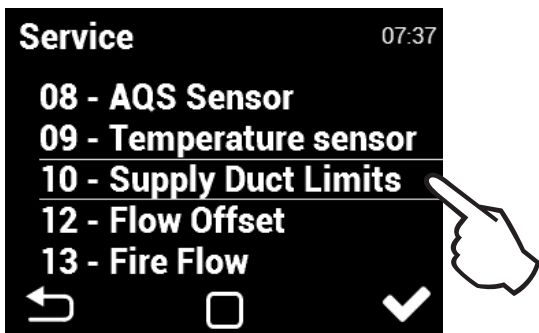 Service
07:37
08 - AQS Sensor
09 - Temperature sensor
10 - Supply Duct Limits
12 - Flow Offset
13 - Fire Flow